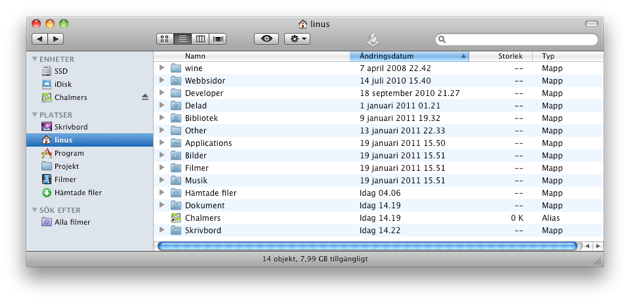 linus
Namn Ändringsdatum Storlek Typ
ENHETER
SSD
iDisk
Chalmers
PLATSER
Skrivbord
linus
Program
Projekt
Filmer
Hämtade filer
SÖK EFTER
Alla filmer
wine 7 april 2008 22.42 -- Mapp
Webbsidor 14 juli 2010 15.40 -- Mapp
Developer 18 september 2010 21.27 -- Mapp
Delad 1 januari 2011 01.21 -- Mapp
Bibliotek 9 januari 2011 19.32 -- Mapp
Other 13 januari 2011 22.33 -- Mapp
Applications 19 januari 2011 15.50 -- Mapp
Bilder 19 januari 2011 15.51 -- Mapp
Filmer 19 januari 2011 15.51 -- Mapp
Musik 19 januari 2011 15.51 -- Mapp
Hämtade filer Idag 04.06 -- Mapp
Dokument Idag 14.19 -- Mapp
Chalmers Idag 14.19 0 K Alias
Skrivbord Idag 14.22 -- Mapp
14 objekt, 7,99 GB tillgängligt